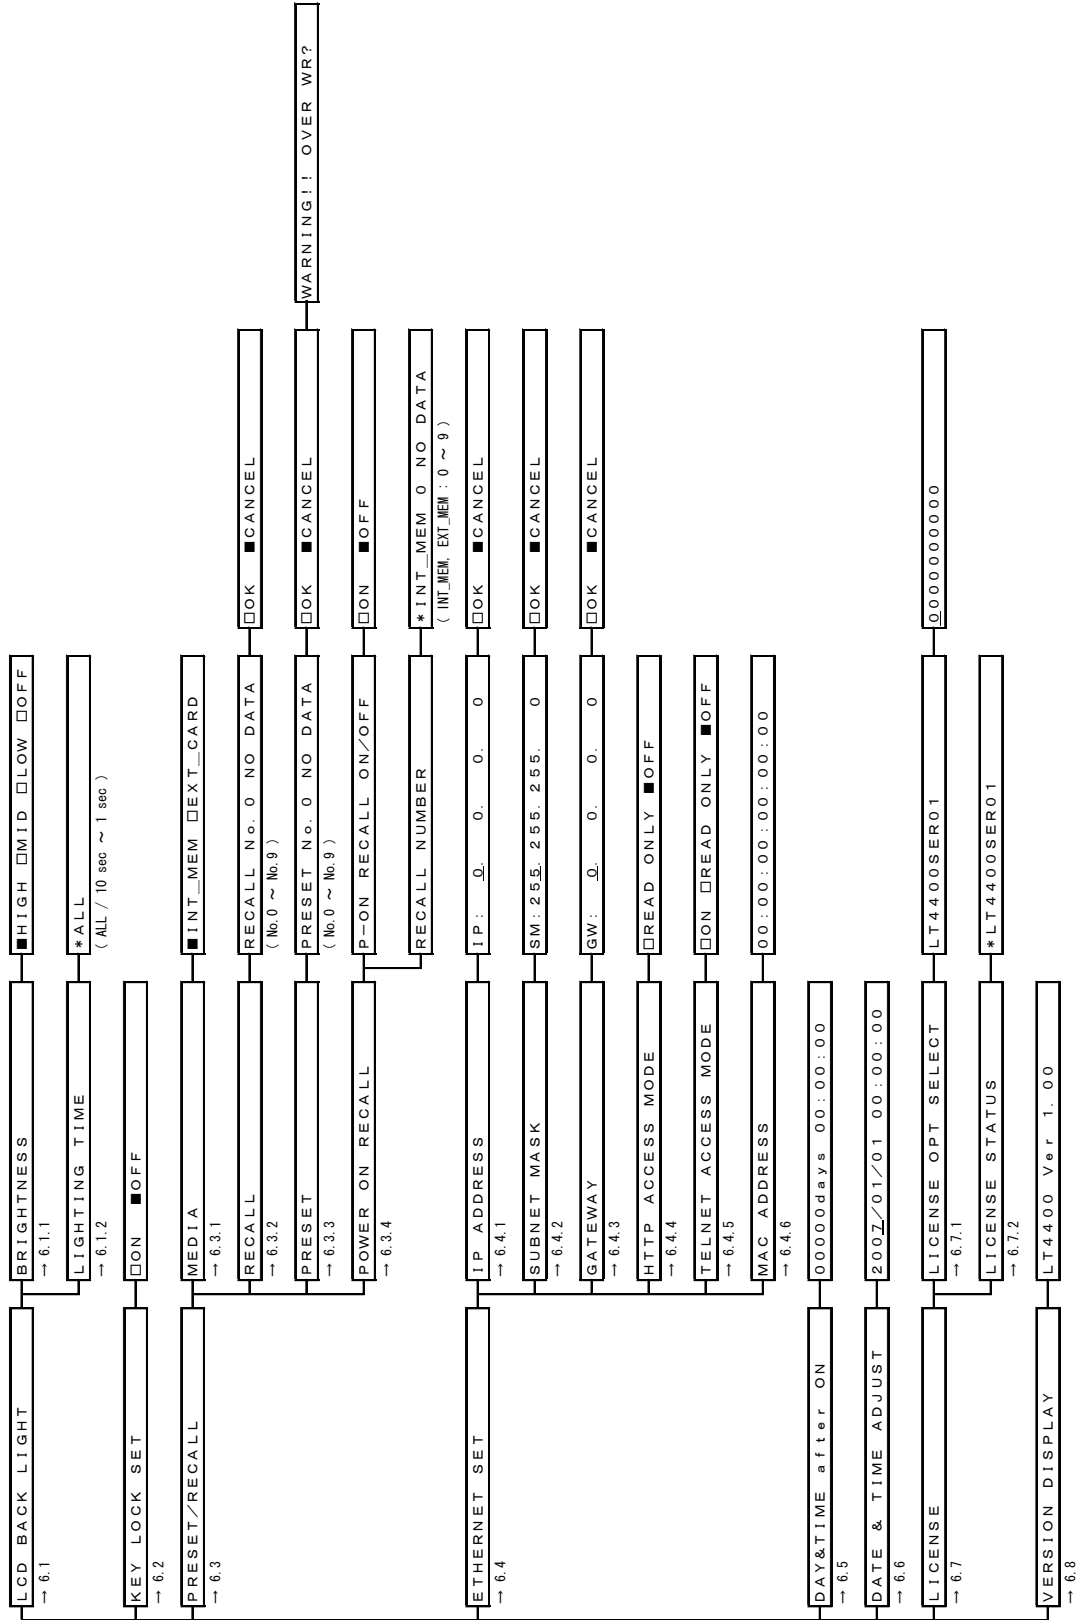 LCD BACK LIGHT
→ 6.1
BRIGHTNESS
→ 6.1.1
■HIGH □MID □LOW □OFF
LIGHTING TIME
→ 6.1.2
*ALL
( ALL / 10 sec ~ 1 sec )
KEY LOCK SET
→ 6.2
□ON ■OFF
PRESET/RECALL
→ 6.3
MEDIA
→ 6.3.1
■INT_MEM □EXT_CARD
RECALL
→ 6.3.2
RECALL No. 0 NO DATA
( No.0 ~ No.9 )
□OK ■CANCEL
PRESET
→ 6.3.3
PRESET No. 0 NO DATA
( No.0 ~ No.9 )
□OK ■CANCEL
WARNING!! OVER WR?
POWER ON RECALL
→ 6.3.4
P-ON RECALL ON/OFF
□ON ■OFF
RECALL NUMBER
*INT_MEM 0 NO DATA
( INT_MEM, EXT_MEM : 0 ~ 9 )
ETHERNET SET
→ 6.4
IP ADDRESS
→ 6.4.1
IP: 0. 0. 0. 0
□OK ■CANCEL
SUBNET MASK
→ 6.4.2
SM:255. 255. 255. 0
□OK ■CANCEL
GATEWAY
→ 6.4.3
GW: 0. 0. 0. 0
□OK ■CANCEL
HTTP ACCESS MODE
→ 6.4.4
□READ ONLY ■OFF
TELNET ACCESS MODE
→ 6.4.5
□ON □READ ONLY ■OFF
MAC ADDRESS
→ 6.4.6
00:00:00:00:00:00
DAY&TIME after ON
→ 6.5
00000days 00:00:00
DATE & TIME ADJUST
→ 6.6
2007/01/01 00:00:00
LICENSE
→ 6.7
LICENSE OPT SELECT
→ 6.7.1
LT4400SER01
0000000000
LICENSE STATUS
→ 6.7.2
*LT4400SER01
VERSION DISPLAY
→ 6.8
LT4400 Ver 1. 00